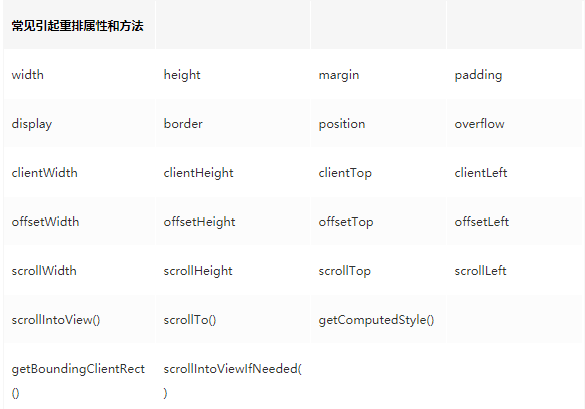 常见引起重排属性和方法
width height margin padding
display border position overflow
clientWidth clientHeight clientTop clientLeft
offsetWidth offsetHeight offsetTop offsetLeft
scrollWidth scrollHeight scrollTop scrollLeft
scrollIntoView() scrollTo() getComputedStyle()
getBoundingClientRect scrollIntoViewIfNeeded(
() )